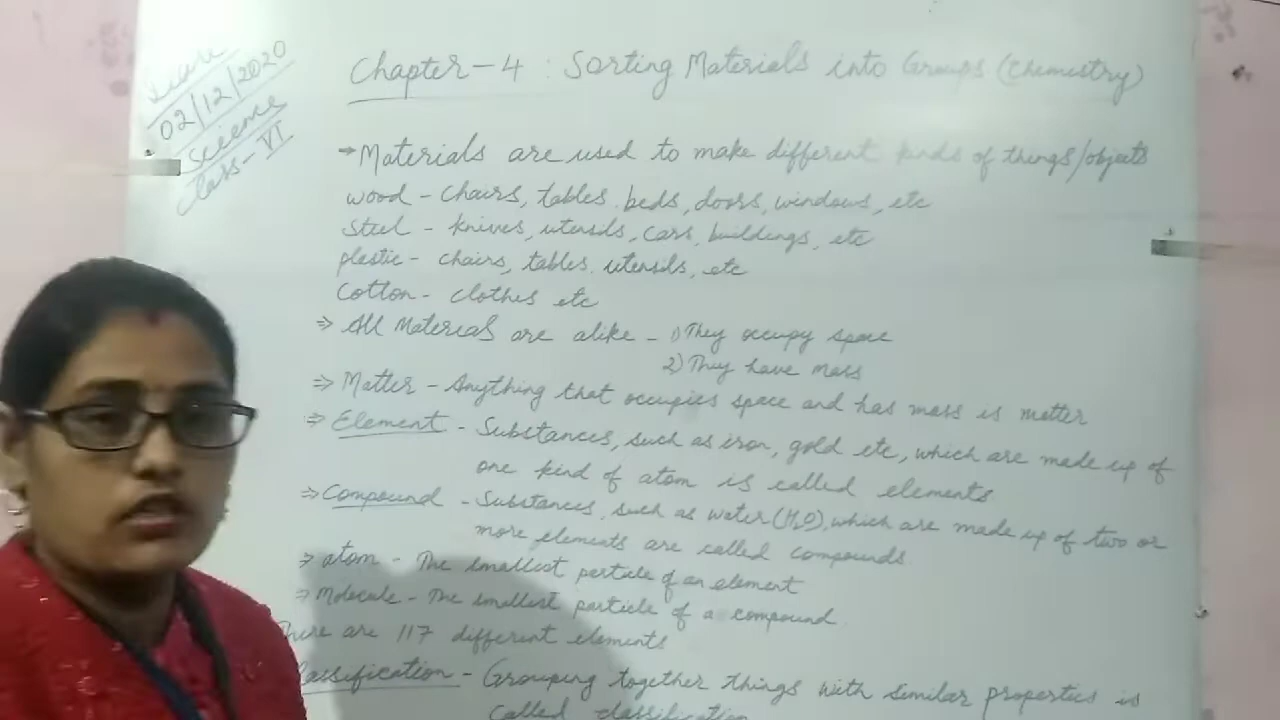 02/12/2020
Class - VI
Chapter - 4 : Sorting Materials into Groups (Chemistry)
→ Materials are used to make different kinds of things/objects
wood - chairs, tables, beds, doors, windows, etc
Steel - knives, utensils, cars, buildings, etc
plastic - chairs, tables, utensils, etc
Cotton - clothes etc
⇒ All Materials are alike - 1) They occupy space
2) They have mass
⇒ Matter - Anything that occupies space and has mass is matter
⇒ Element - Substances, such as iron, gold etc, which are made up of
one kind of atom is called elements
⇒ Compound - Substances, such as water (H2O), which are made up of two or
more elements are called compounds
⇒ atom - The smallest particle of an element
⇒ Molecule - The smallest particle of a compound
There are 117 different elements
lassification - Grouping together things with similar properties is
called classification